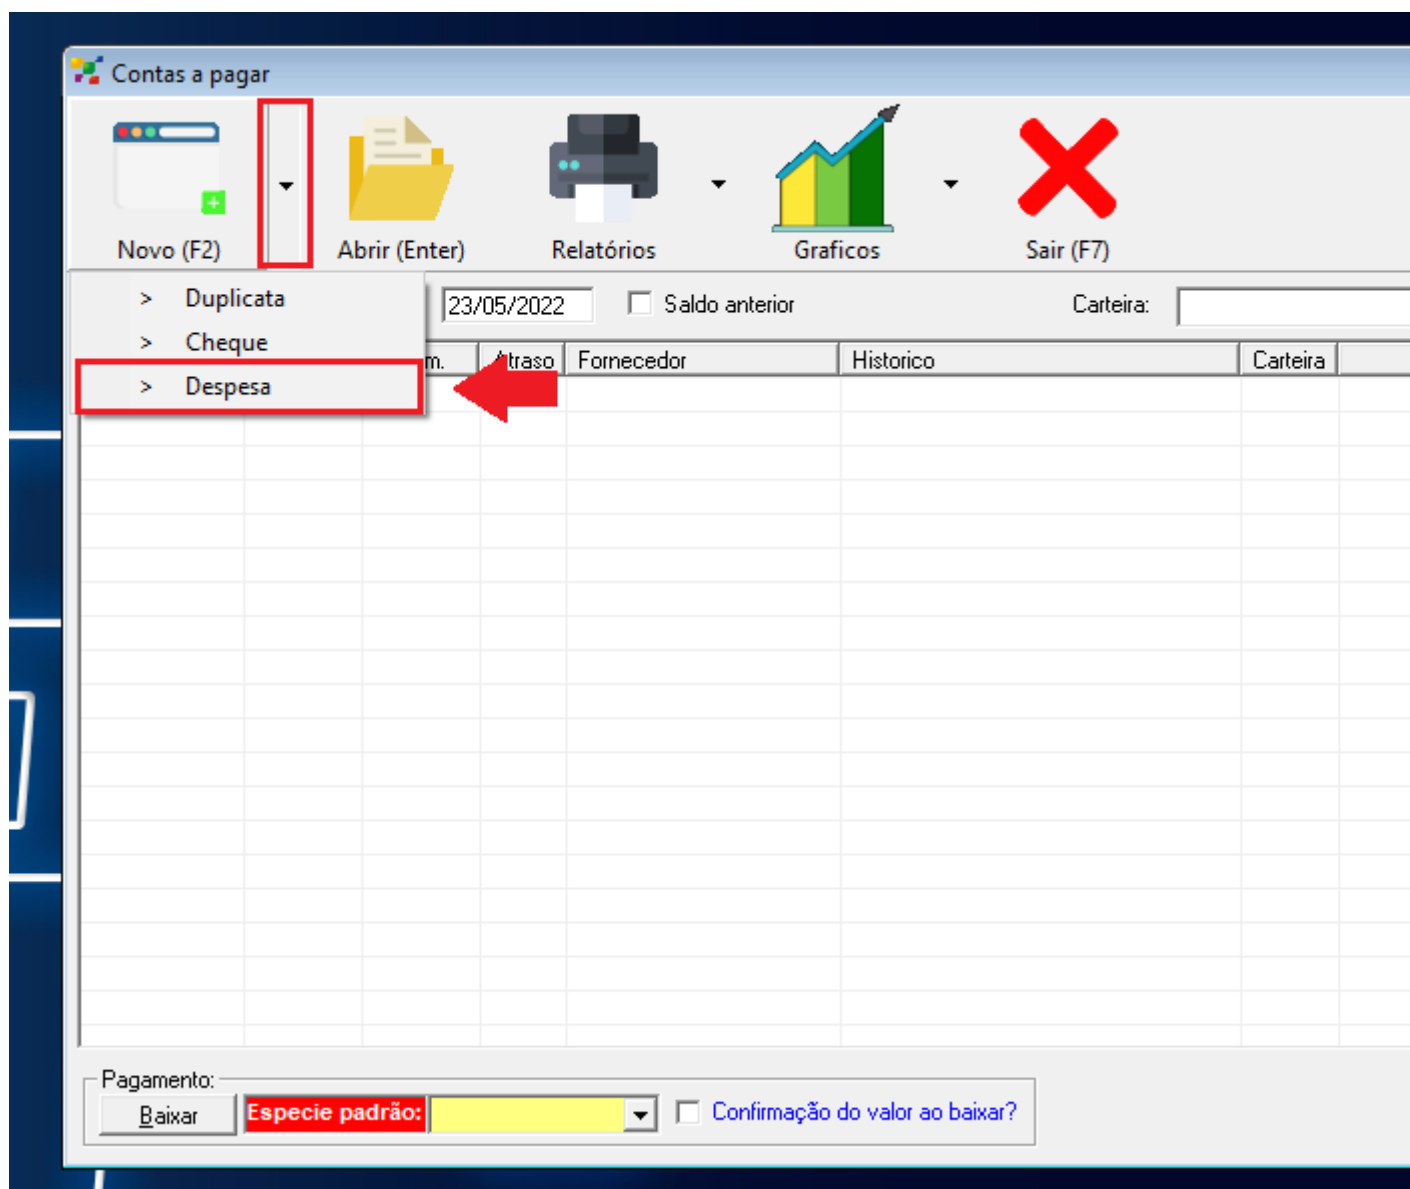 Contas a pagar
Novo (F2) Abrir (Enter) Relatórios Graficos Sair (F7)
> Duplicata 23/05/2022 Saldo anterior Carteira:
> Cheque
m. Atraso Fornecedor Historico Carteira
> Despesa
Pagamento:
Baixar Especie padrão: Confirmação do valor ao baixar?